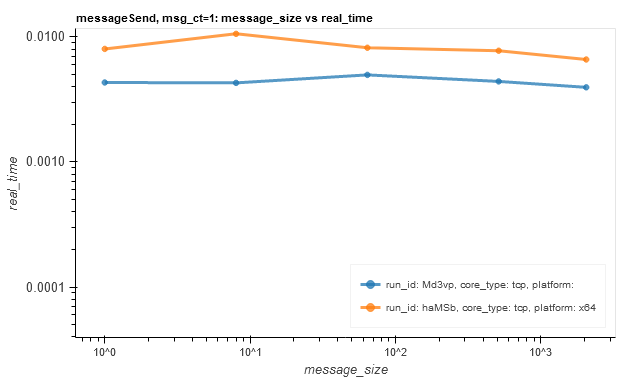 messageSend, msg_ct=1: message_size vs real_time
0.0100
0.0010
0.0001
real_time
10^0
10^1
10^2
10^3
message_size
run_id: Md3vp, core_type: tcp, platform:
run_id: haMSb, core_type: tcp, platform: x64